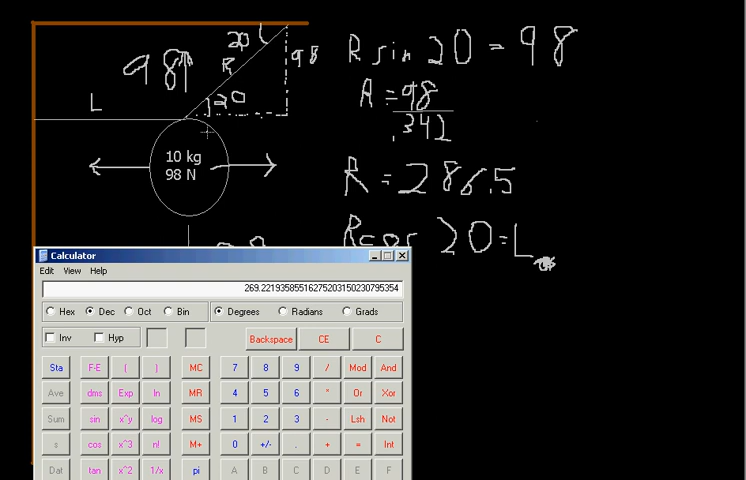 98↑
20
R
98
20
L
10 kg
98 N
R sin 20 = 98
A = 98
.342
R = 286.5
R cos 20 = L
Calculator
Edit View Help
269.22193585516275203150230795354
Hex Dec Oct Bin Degrees Radians Grads
Inv Hyp Backspace CE C
Sta F-E ( ) MC 7 8 9 / Mod And
Ave dms Exp ln MR 4 5 6 * Or Xor
Sum sin x^y log MS 1 2 3 - Lsh Not
s cos x^3 n! M+ 0 +/- . + = Int
Dat tan x^2 1/x pi A B C D E F